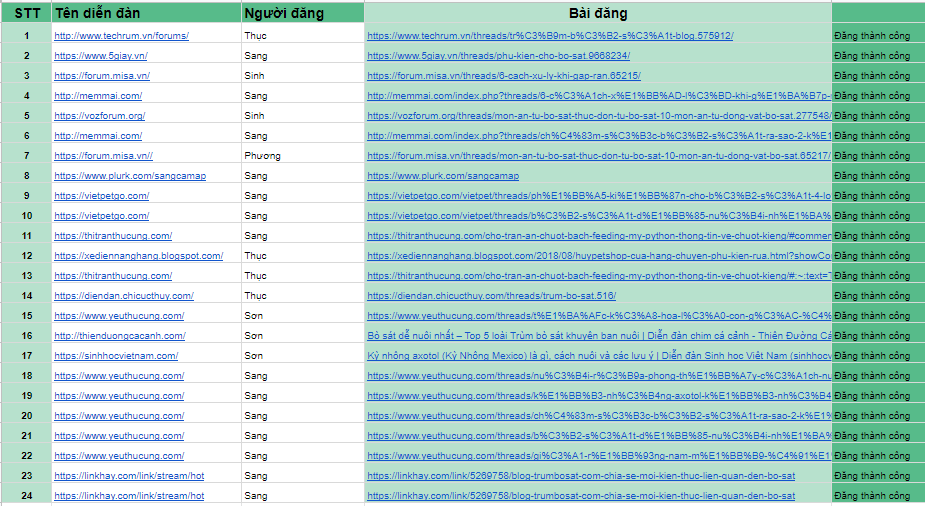 STT Tên diễn đàn Người đăng Bài đăng
1 http://www.techrum.vn/forums/ Thục https://www.techrum.vn/threads/tr%C3%B9m-b%C3%B2-s%C3%A1t-blog.575912/ Đăng thành công
2 https://www.5giay.vn/ Sang https://www.5giay.vn/threads/phu-kien-cho-bo-sat.9668234/ Đăng thành công
3 https://forum.misa.vn/ Sinh https://forum.misa.vn/threads/6-cach-xu-ly-khi-gap-ran.65215/ Đăng thành công
4 http://memmai.com/ Sang http://memmai.com/index.php?threads/6-c%C3%A1ch-x%E1%BB%AD-l%C3%BD-khi-g%E1%BA%B7p- Đăng thành công
5 https://vozforum.org/ Sinh https://vozforum.org/threads/mon-an-tu-bo-sat-thuc-don-tu-bo-sat-10-mon-an-tu-dong-vat-bo-sat.277548/ Đăng thành công
6 http://memmai.com/ Sang http://memmai.com/index.php?threads/ch%C4%83m-s%C3%B3c-b%C3%B2-s%C3%A1t-ra-sao-2-k%E1% Đăng thành công
7 https://forum.misa.vn// Phương https://forum.misa.vn/threads/mon-an-tu-bo-sat-thuc-don-tu-bo-sat-10-mon-an-tu-dong-vat-bo-sat.65217/ Đăng thành công
8 https://www.plurk.com/sangcamap Sang https://www.plurk.com/sangcamap Đăng thành công
9 https://vietpetgo.com/ Sang https://vietpetgo.com/vietpet/threads/ph%E1%BB%A5-ki%E1%BB%87n-cho-b%C3%B2-s%C3%A1t-4-lo Đăng thành công
10 https://vietpetgo.com/ Sang https://vietpetgo.com/vietpet/threads/b%C3%B2-s%C3%A1t-d%E1%BB%85-nu%C3%B4i-nh%E1%BA% Đăng thành công
11 https://thitranthucung.com/ Sang https://thitranthucung.com/cho-tran-an-chuot-bach-feeding-my-python-thong-tin-ve-chuot-kieng/#commen Đăng thành công
12 https://xediennanghang.blogspot.com/ Thục https://xediennanghang.blogspot.com/2018/08/huypetshop-cua-hang-chuyen-phu-kien-rua.html?showCo Đăng thành công
13 https://thitranthucung.com/ Thục https://thitranthucung.com/cho-tran-an-chuot-bach-feeding-my-python-thong-tin-ve-chuot-kieng/#:~:text=T Đăng thành công
14 https://diendan.chicucthuy.com/ Thục https://diendan.chicucthuy.com/threads/trum-bo-sat.516/ Đăng thành công
15 https://www.yeuthucung.com/ Sơn https://www.yeuthucung.com/threads/t%E1%BA%AFc-k%C3%A8-hoa-l%C3%A0-con-g%C3%AC-%C4% Đăng thành công
16 http://thienduongcacanh.com/ Sơn Bò sát dễ nuôi nhất – Top 5 loài Trùm bò sát khuyên bạn nuôi | Diễn đàn chim cá cảnh - Thiên Đường Cá Đăng thành công
17 https://sinhhocvietnam.com/ Sơn Kỳ nhông axotol (Kỳ Nhông Mexico) là gì, cách nuôi và các lưu ý | Diễn đàn Sinh học Việt Nam (sinhhocv Đăng thành công
18 https://www.yeuthucung.com/ Sang https://www.yeuthucung.com/threads/nu%C3%B4i-r%C3%B9a-phong-th%E1%BB%A7y-c%C3%A1ch-nu Đăng thành công
19 https://www.yeuthucung.com/ Sang https://www.yeuthucung.com/threads/k%E1%BB%B3-nh%C3%B4ng-axotol-k%E1%BB%B3-nh%C3%B4 Đăng thành công
20 https://www.yeuthucung.com/ Sang https://www.yeuthucung.com/threads/ch%C4%83m-s%C3%B3c-b%C3%B2-s%C3%A1t-ra-sao-2-k%E1% Đăng thành công
21 https://www.yeuthucung.com/ Sang https://www.yeuthucung.com/threads/b%C3%B2-s%C3%A1t-d%E1%BB%85-nu%C3%B4i-nh%E1%BA% Đăng thành công
22 https://www.yeuthucung.com/ Sang https://www.yeuthucung.com/threads/gi%C3%A1-r%E1%BB%93ng-nam-m%E1%BB%B9-%C4%91%E1% Đăng thành công
23 https://linkhay.com/link/stream/hot Sang https://linkhay.com/link/5269758/blog-trumbosat-com-chia-se-moi-kien-thuc-lien-quan-den-bo-sat Đăng thành công
24 https://linkhay.com/link/stream/hot Sang https://linkhay.com/link/5269758/blog-trumbosat-com-chia-se-moi-kien-thuc-lien-quan-den-bo-sat Đăng thành công